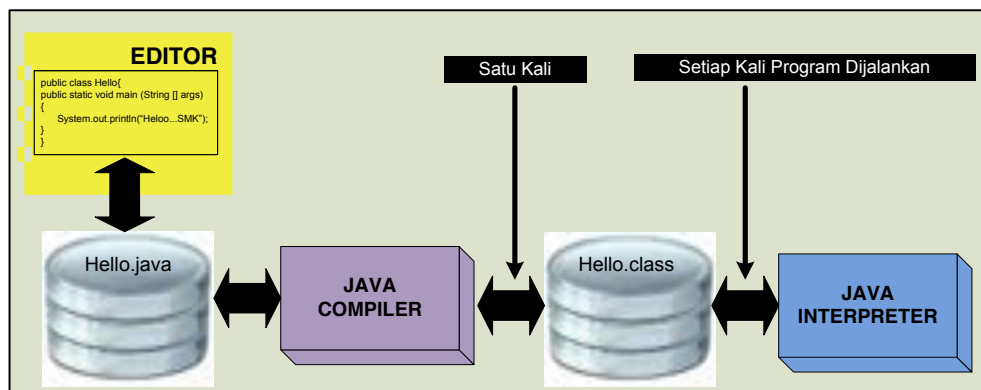 EDITOR
public class Hello{
public static void main (String [] args)
{
System.out.println(“Heloo...SMK”);
}
}
Satu Kali
Setiap Kali Program Dijalankan
Hello.java
JAVA
COMPILER
Hello.class
JAVA
INTERPRETER